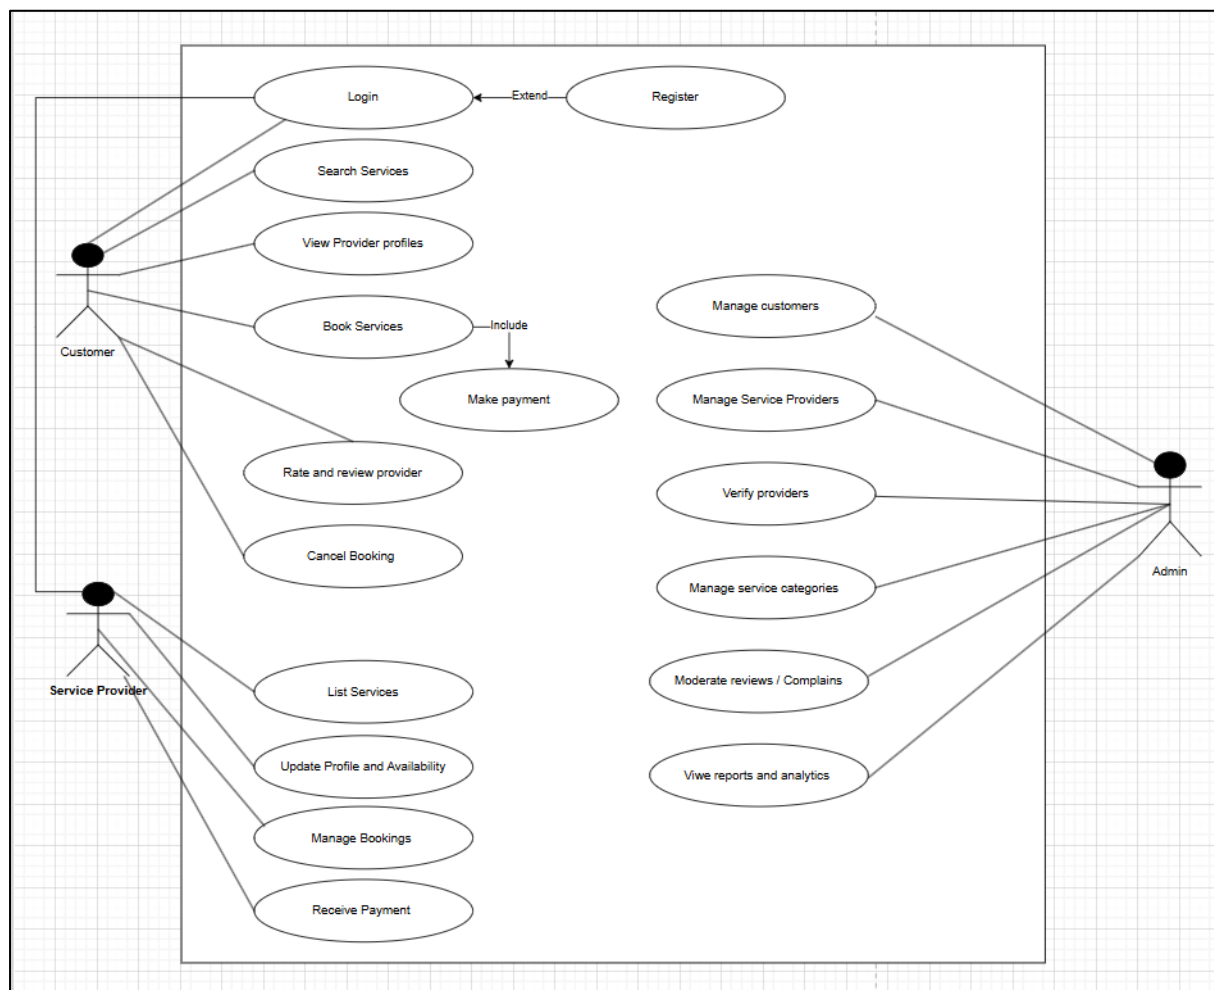 Login
Extend
Register
Search Services
View Provider profiles
Book Services
Include
Make payment
Customer
Rate and review provider
Cancel Booking
Service Provider
List Services
Update Profile and Availability
Manage Bookings
Receive Payment
Manage customers
Manage Service Providers
Verify providers
Manage service categories
Moderate reviews / Complains
Viwe reports and analytics
Admin